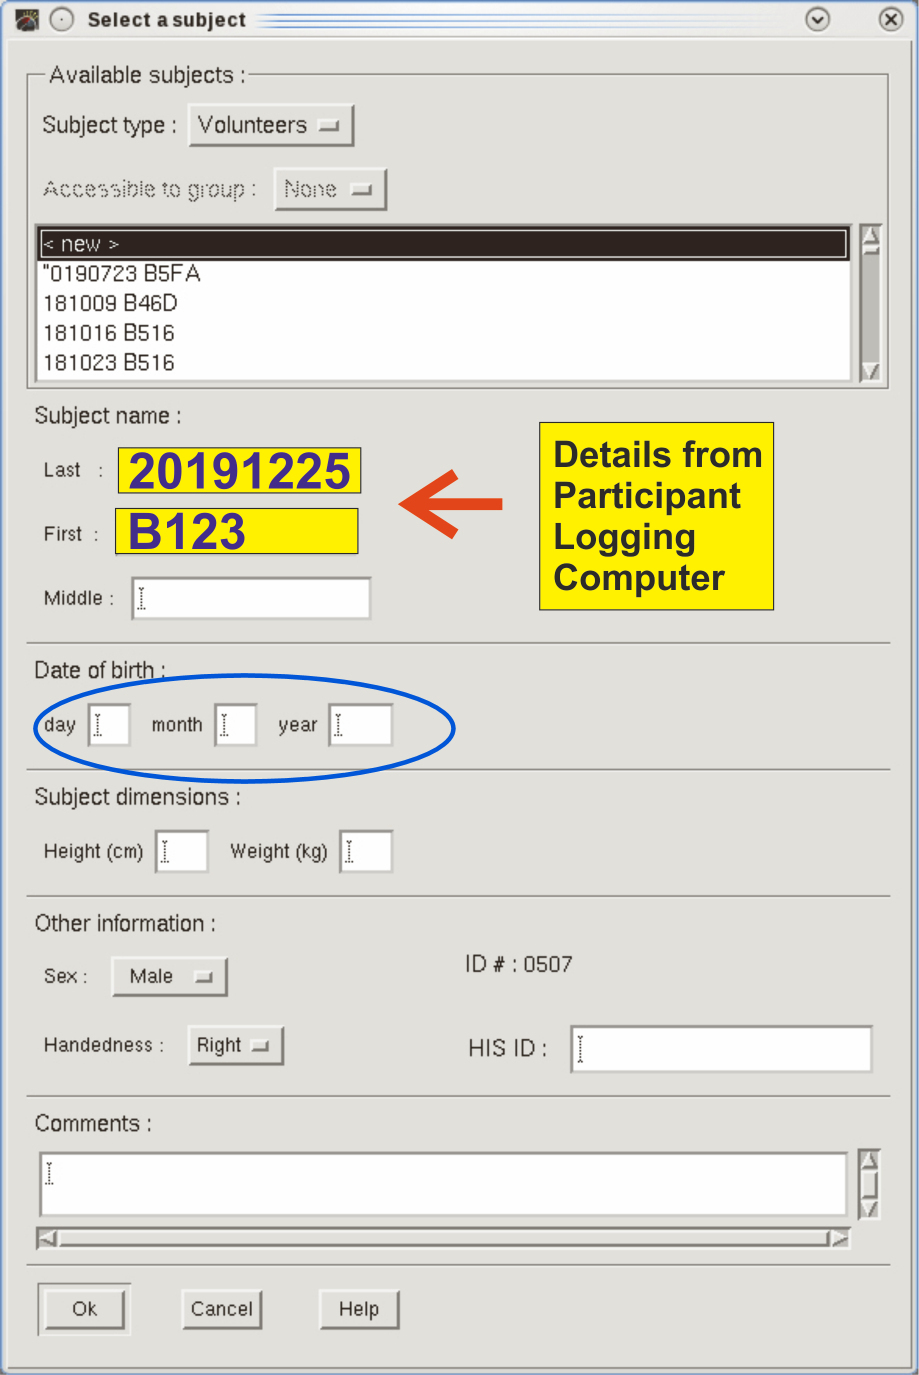 Select a subject
Available subjects :
Subject type : Volunteers
Accessible to group : None
< new >
"0190723 B5FA
181009 B46D
181016 B516
181023 B516
Subject name :
Last : 20191225
First : B123
Middle :
Details from
Participant
Logging
Computer
Date of birth :
day month year
Subject dimensions :
Height (cm) Weight (kg)
Other information :
Sex : Male ID # : 0507
Handedness : Right HIS ID :
Comments :
Ok Cancel Help